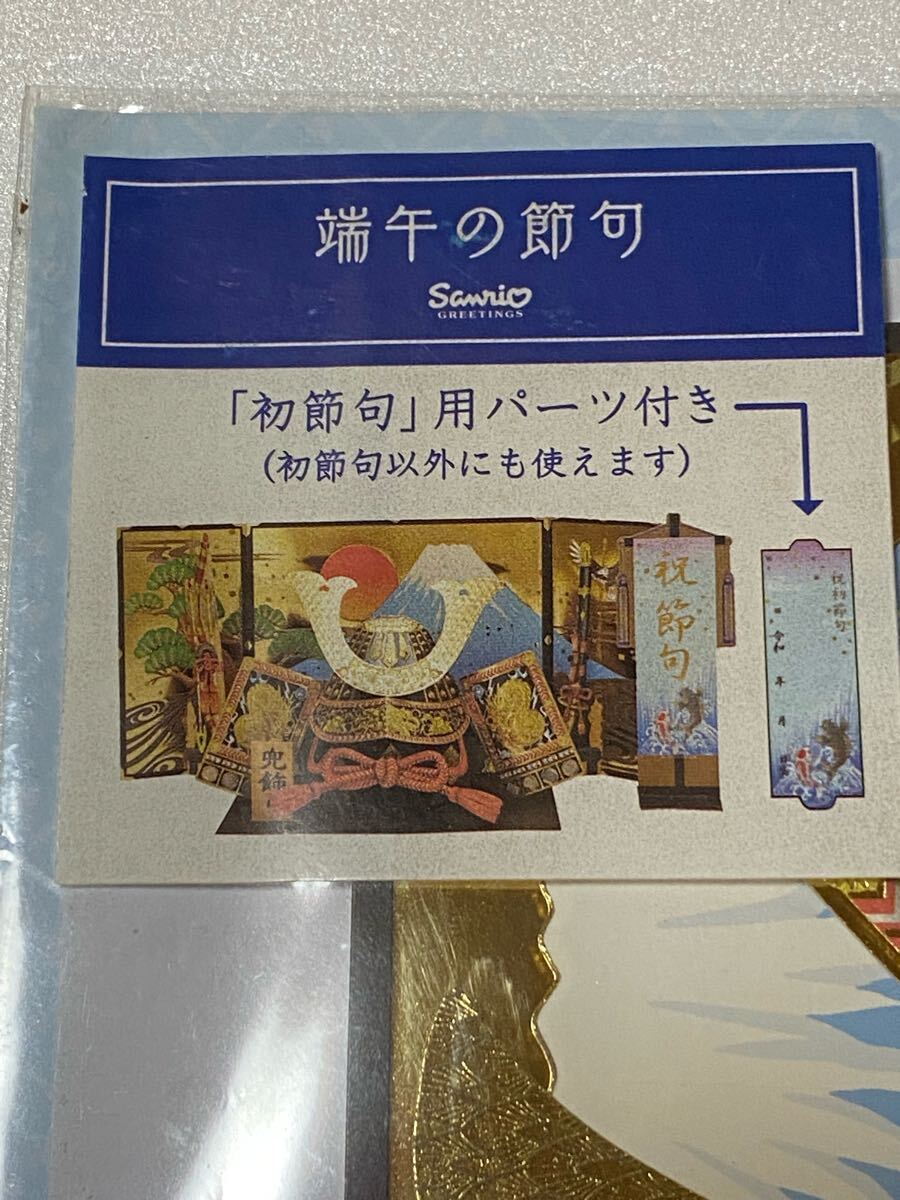 端午の節句
Sanrio
GREETINGS
「初節句」用パーツ付き
(初節句以外にも使えます)
祝節句
祝初節句
令和 年 月 日
兜飾